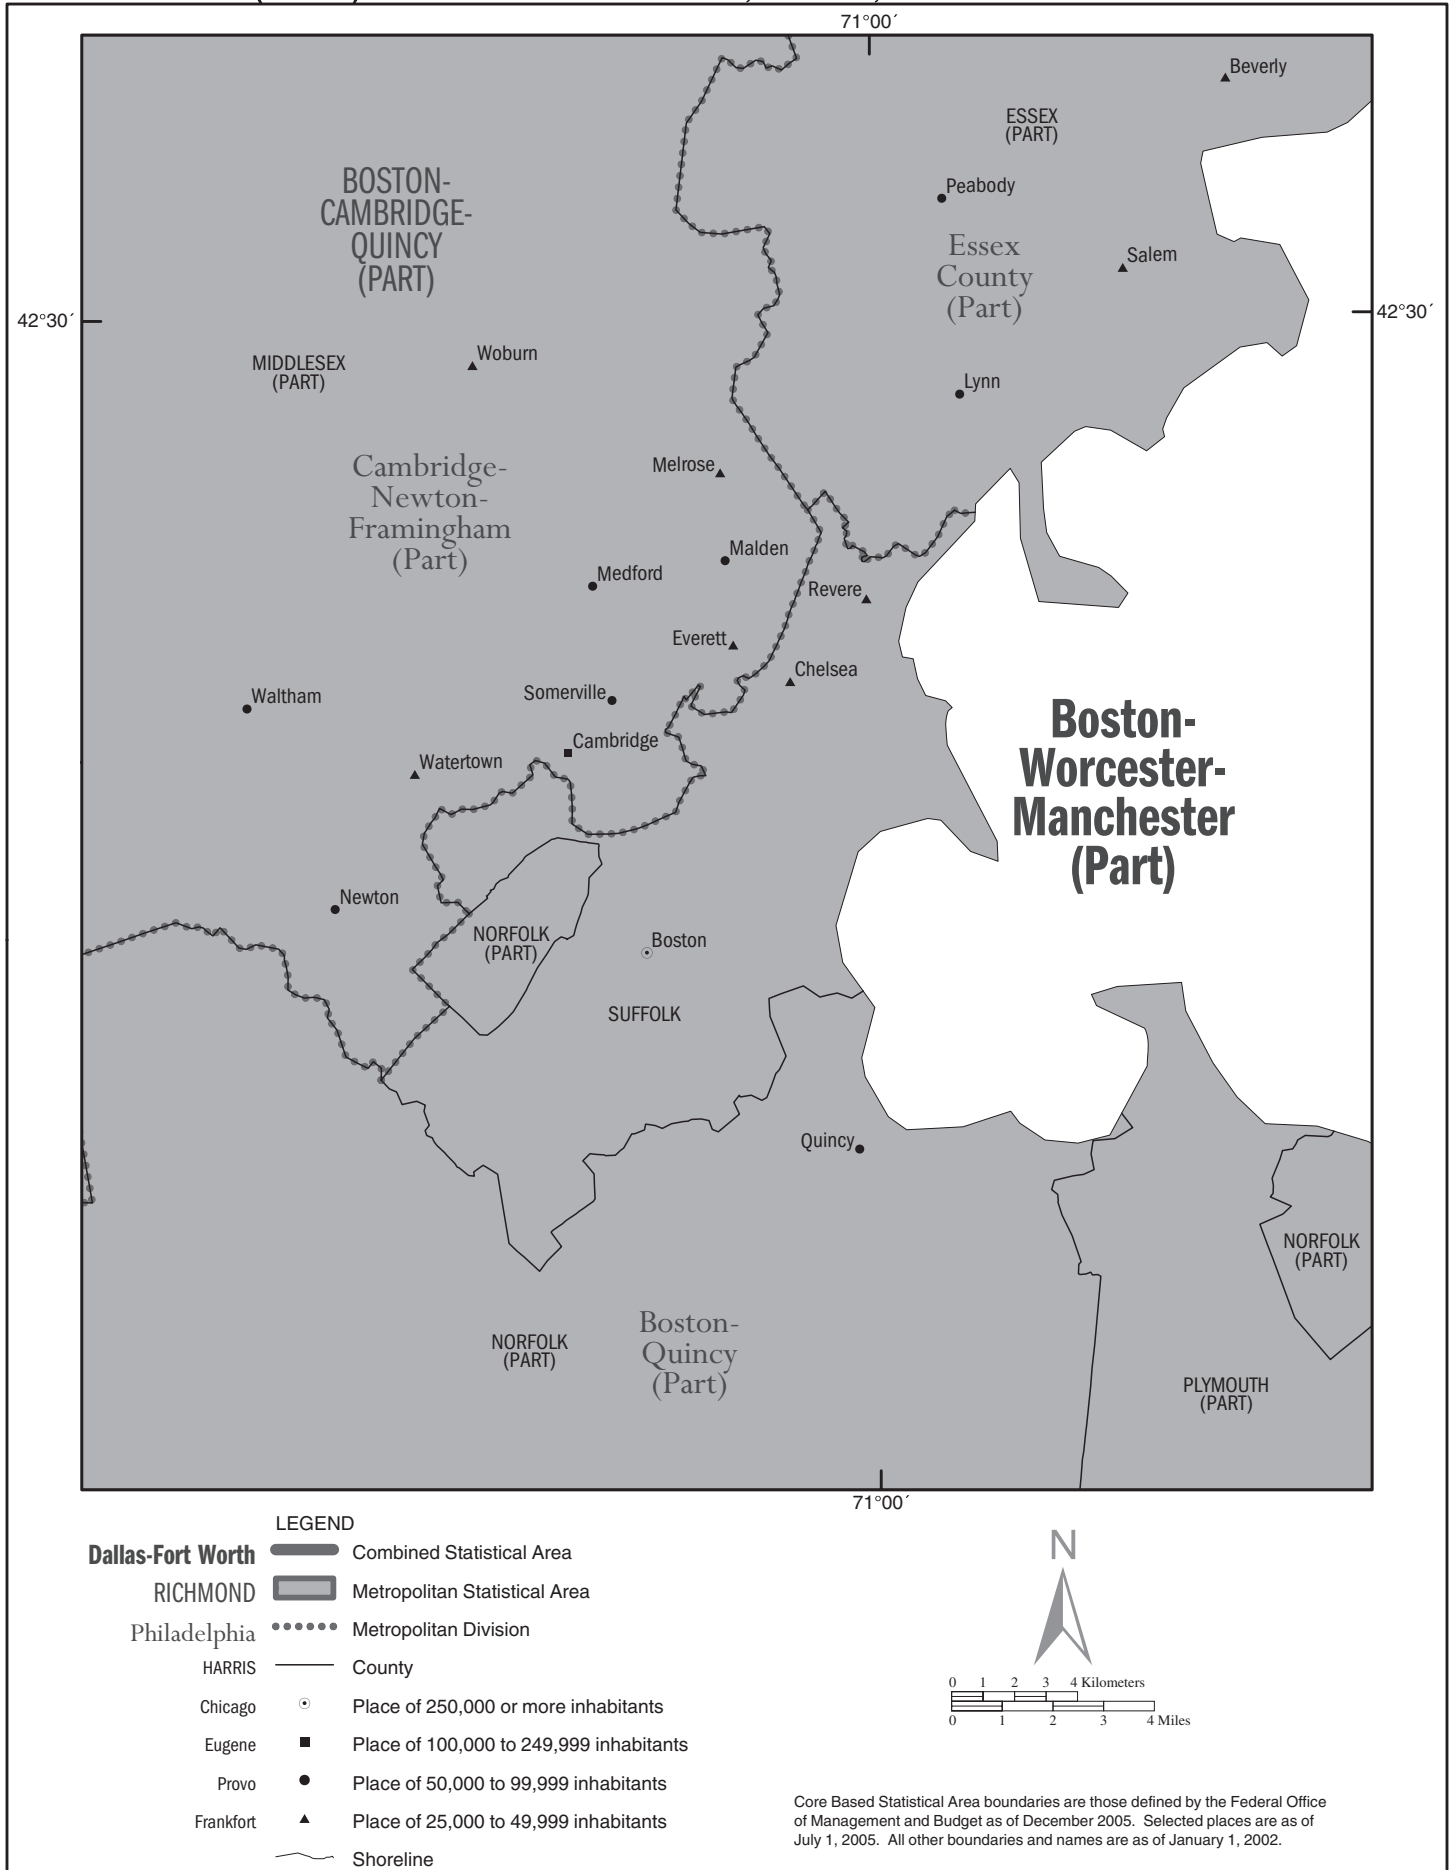 71°00´
Beverly
ESSEX
(PART)
BOSTON-
CAMBRIDGE-
QUINCY
(PART)
Peabody
Essex
County
(Part)
Salem
42°30´
42°30´
MIDDLESEX
(PART)
Woburn
Lynn
Cambridge-
Newton-
Framingham
(Part)
Melrose
Malden
Medford
Revere
Everett
Chelsea
Waltham
Somerville
Cambridge
Watertown
Boston-
Worcester-
Manchester
(Part)
Newton
NORFOLK
(PART)
Boston
SUFFOLK
Quincy
NORFOLK
(PART)
NORFOLK
(PART)
Boston-
Quincy
(Part)
PLYMOUTH
(PART)
71°00´
LEGEND
Dallas-Fort Worth Combined Statistical Area
RICHMOND Metropolitan Statistical Area
Philadelphia Metropolitan Division
HARRIS County
Chicago Place of 250,000 or more inhabitants
Eugene Place of 100,000 to 249,999 inhabitants
Provo Place of 50,000 to 99,999 inhabitants
Frankfort Place of 25,000 to 49,999 inhabitants
Shoreline
N
0 1 2 3 4 Kilometers
0 1 2 3 4 Miles
Core Based Statistical Area boundaries are those defined by the Federal Office
of Management and Budget as of December 2005. Selected places are as of
July 1, 2005. All other boundaries and names are as of January 1, 2002.